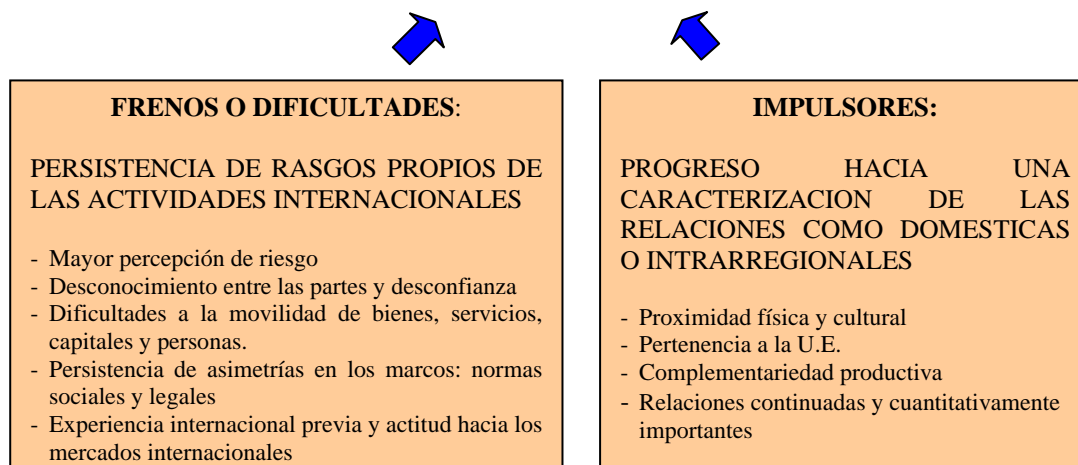 FRENOS O DIFICULTADES:
PERSISTENCIA DE RASGOS PROPIOS DE
LAS ACTIVIDADES INTERNACIONALES
- Mayor percepción de riesgo
- Desconocimiento entre las partes y desconfianza
- Dificultades a la movilidad de bienes, servicios,
capitales y personas.
- Persistencia de asimetrías en los marcos: normas
sociales y legales
- Experiencia internacional previa y actitud hacia los
mercados internacionales
IMPULSORES:
PROGRESO HACIA UNA
CARACTERIZACION DE LAS
RELACIONES COMO DOMESTICAS
O INTRARREGIONALES
- Proximidad física y cultural
- Pertenencia a la U.E.
- Complementariedad productiva
- Relaciones continuadas y cuantitativamente
importantes